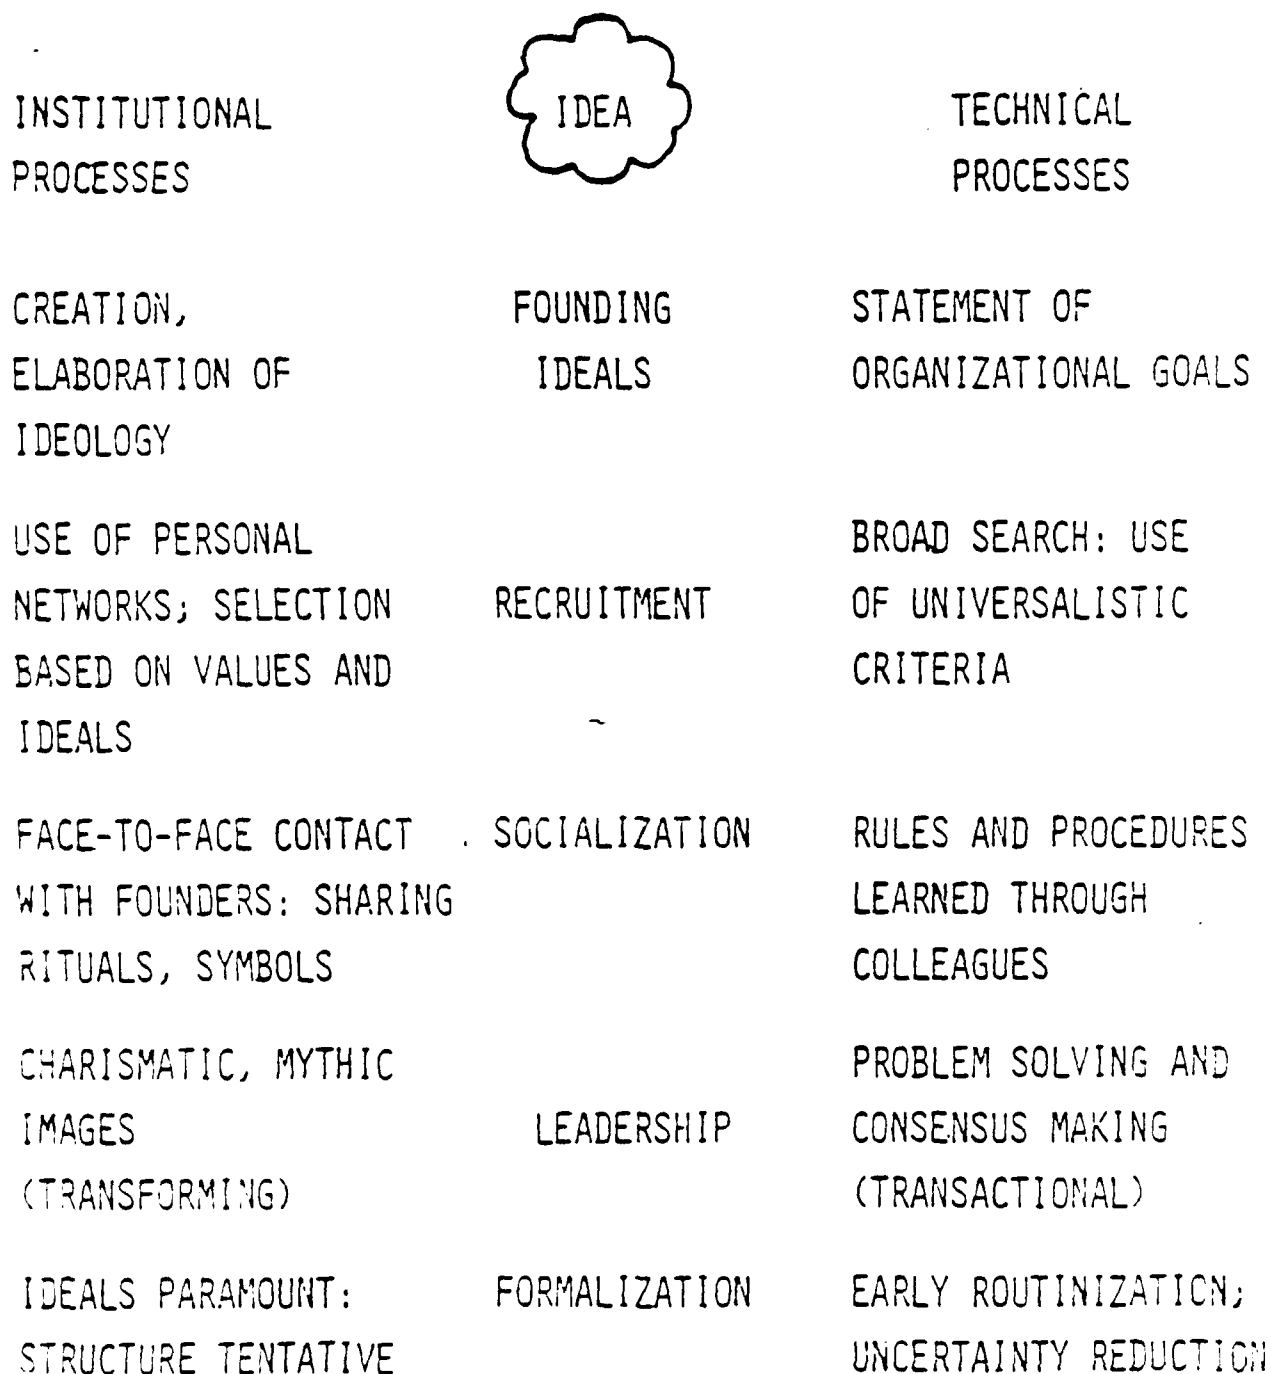 INSTITUTIONAL
PROCESSES
IDEA
TECHNICAL
PROCESSES
CREATION,
ELABORATION OF
IDEOLOGY
FOUNDING
IDEALS
STATEMENT OF
ORGANIZATIONAL GOALS
USE OF PERSONAL
NETWORKS; SELECTION
BASED ON VALUES AND
IDEALS
RECRUITMENT
BROAD SEARCH: USE
OF UNIVERSALISTIC
CRITERIA
FACE-TO-FACE CONTACT
WITH FOUNDERS: SHARING
RITUALS, SYMBOLS
SOCIALIZATION
RULES AND PROCEDURES
LEARNED THROUGH
COLLEAGUES
CHARISMATIC, MYTHIC
IMAGES
(TRANSFORMING)
LEADERSHIP
PROBLEM SOLVING AND
CONSENSUS MAKING
(TRANSACTIONAL)
IDEALS PARAMOUNT:
STRUCTURE TENTATIVE
FORMALIZATION
EARLY ROUTINIZATION;
UNCERTAINTY REDUCTION